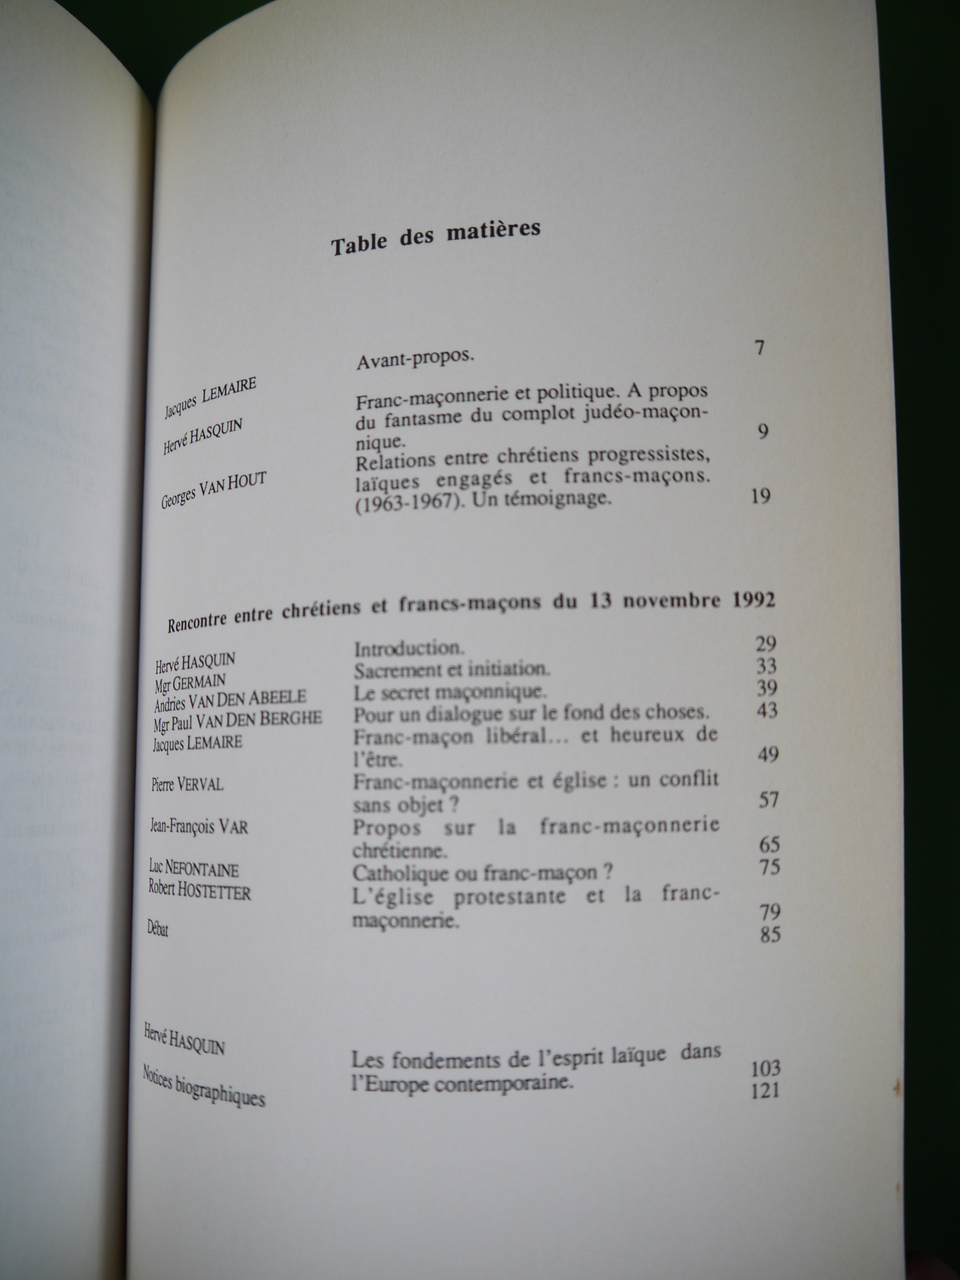 Table des matières
Jacques LEMAIRE Avant-propos. 7
Hervé HASQUIN Franc-maçonnerie et politique. A propos
du fantasme du complot judéo-maçon-
nique. 9
Georges VAN HOUT Relations entre chrétiens progressistes,
laïques engagés et francs-maçons.
(1963-1967). Un témoignage. 19
Rencontre entre chrétiens et francs-maçons du 13 novembre 1992
Hervé HASQUIN Introduction. 29
Mgr GERMAIN Sacrement et initiation. 33
Andries VAN DEN ABEELE Le secret maçonnique. 39
Mgr Paul VAN DEN BERGHE Pour un dialogue sur le fond des choses. 43
Jacques LEMAIRE Franc-maçon libéral... et heureux de
l'être. 49
Pierre VERVAL Franc-maçonnerie et église : un conflit
sans objet ? 57
Jean-François VAR Propos sur la franc-maçonnerie
chrétienne. 65
Luc NEFONTAINE Catholique ou franc-maçon ? 75
Robert HOSTETTER L'église protestante et la franc-
maçonnerie. 79
Débat 85
Hervé HASQUIN Les fondements de l'esprit laïque dans
l'Europe contemporaine. 103
Notices biographiques 121